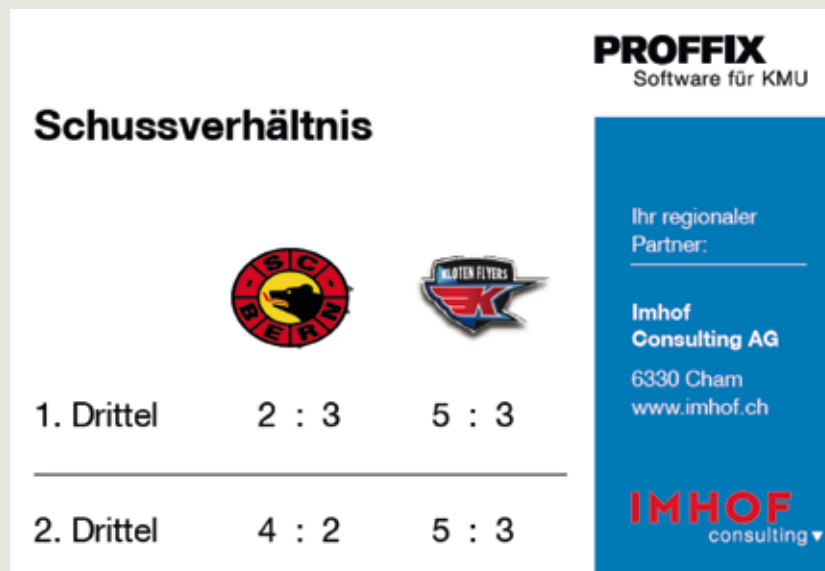 PROFFIX
Software für KMU
Schussverhältnis
SC
BERN
KLOTEN FLYERS
K
1. Drittel 2 : 3 5 : 3
2. Drittel 4 : 2 5 : 3
Ihr regionaler
Partner:
Imhof
Consulting AG
6330 Cham
www.imhof.ch
IMHOF
consulting